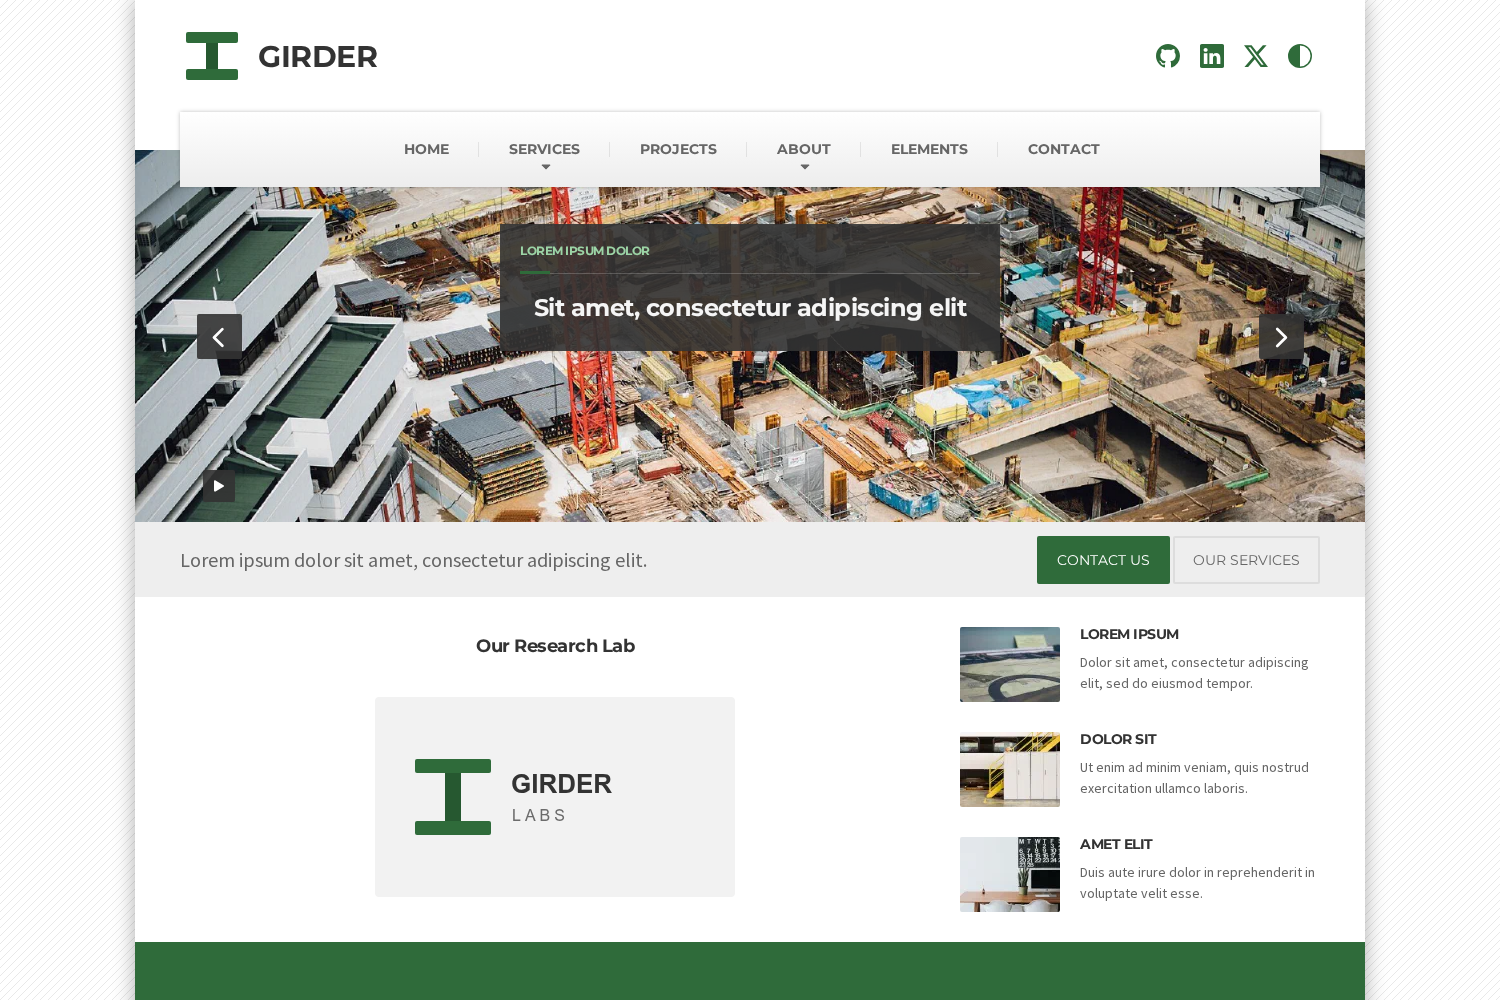 GIRDER
HOME
SERVICES
PROJECTS
ABOUT
ELEMENTS
CONTACT
LOREM IPSUM DOLOR
Sit amet, consectetur adipiscing elit
Lorem ipsum dolor sit amet, consectetur adipiscing elit.
CONTACT US
OUR SERVICES
Our Research Lab
GIRDER
LABS
LOREM IPSUM
Dolor sit amet, consectetur adipiscing
elit, sed do eiusmod tempor.
DOLOR SIT
Ut enim ad minim veniam, quis nostrud
exercitation ullamco laboris.
AMET ELIT
Duis aute irure dolor in reprehenderit in
voluptate velit esse.